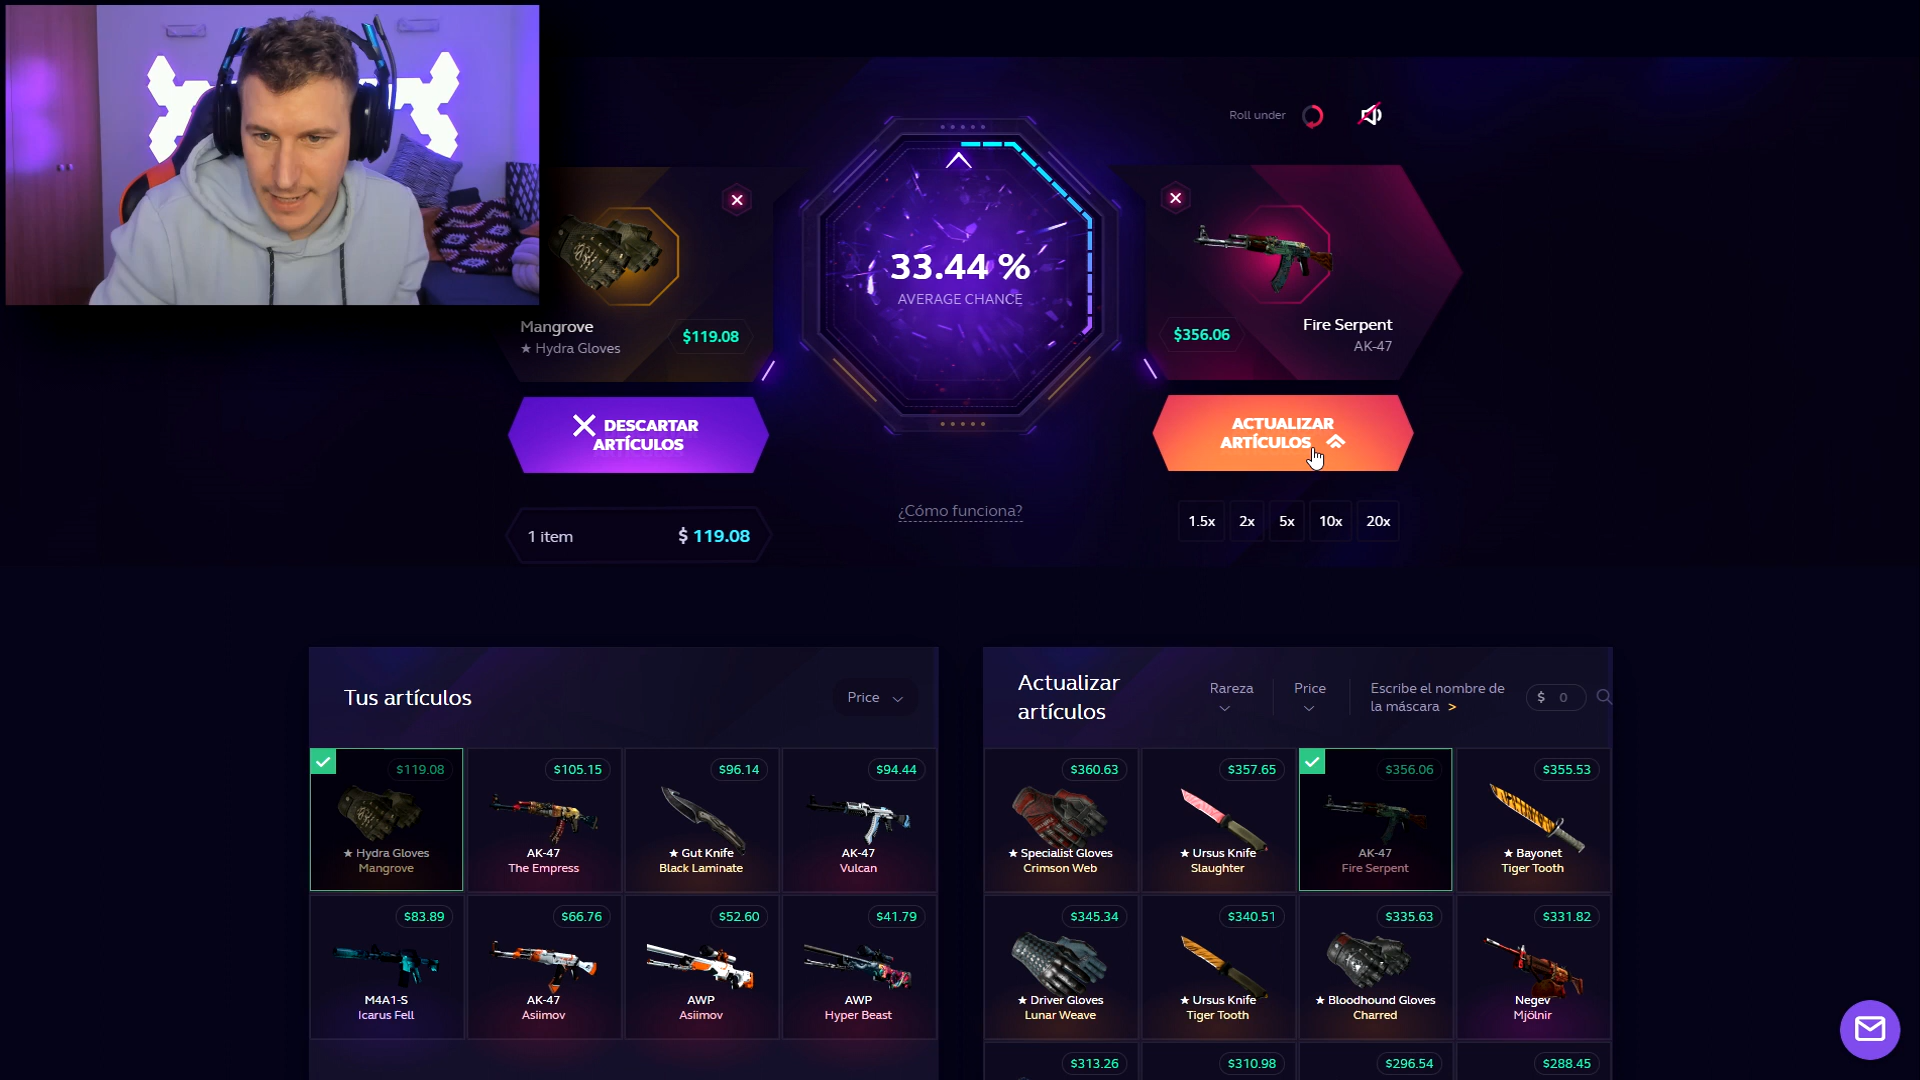 Roll under
33.44 %
AVERAGE CHANCE
Mangrove
★ Hydra Gloves
$119.08
$356.06
Fire Serpent
AK-47
DESCARTAR
ARTÍCULOS
ACTUALIZAR
ARTÍCULOS
1 item
$ 119.08
¿Cómo funciona?
1.5x
2x
5x
10x
20x
Tus artículos
Price
$119.08
★ Hydra Gloves
Mangrove
$105.15
AK-47
The Empress
$96.14
★ Gut Knife
Black Laminate
$94.44
AK-47
Vulcan
$83.89
M4A1-S
Icarus Fell
$66.76
AK-47
Asiimov
$52.60
AWP
Asiimov
$41.79
AWP
Hyper Beast
Actualizar
artículos
Rareza
Price
Escribe el nombre de
la máscara >
$ 0
$360.63
★ Specialist Gloves
Crimson Web
$357.65
★ Ursus Knife
Slaughter
$356.06
AK-47
Fire Serpent
$355.53
★ Bayonet
Tiger Tooth
$345.34
★ Driver Gloves
Lunar Weave
$340.51
★ Ursus Knife
Tiger Tooth
$335.63
★ Bloodhound Gloves
Charred
$331.82
Negev
Mjölnir
$313.26
$310.98
$296.54
$288.45